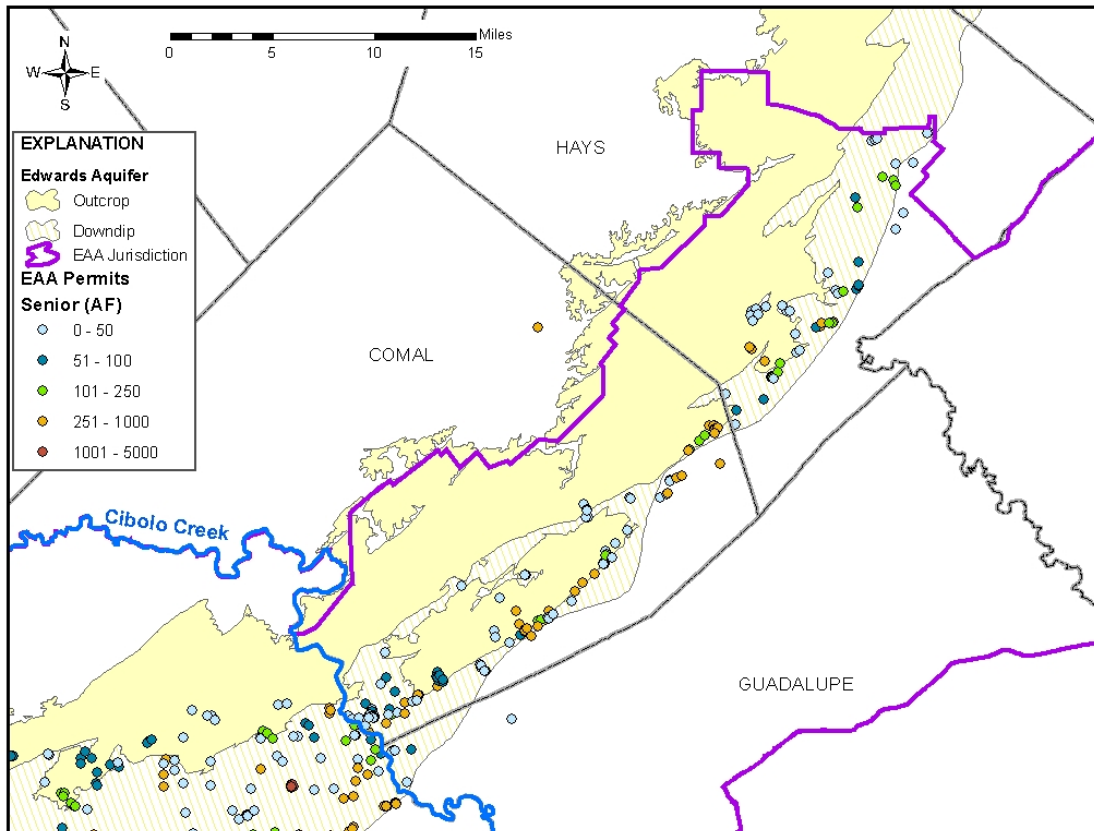 Miles
0 5 10 15
N
W E
S
HAYS
EXPLANATION
Edwards Aquifer
Outcrop
Downdip
EAA Jurisdiction
EAA Permits
Senior (AF)
0 - 50
51 - 100
101 - 250
251 - 1000
1001 - 5000
COMAL
Cibolo Creek
GUADALUPE